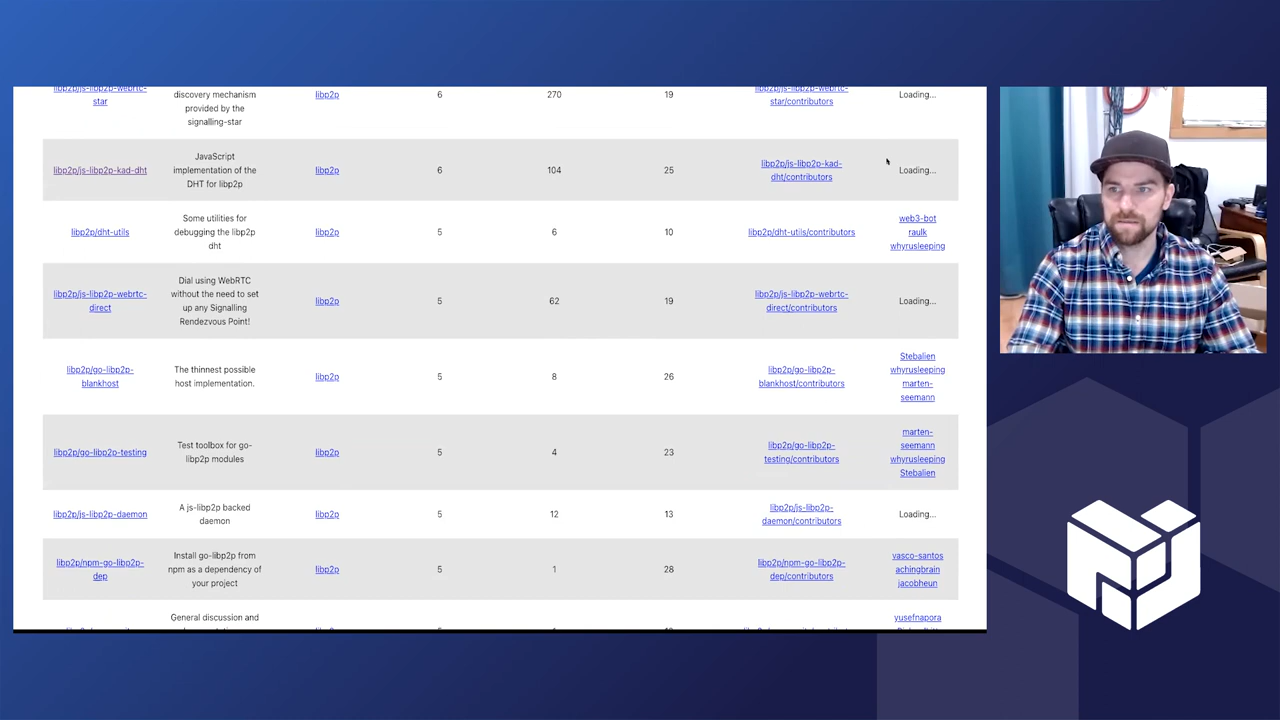 libp2p/js-libp2p-webrtc-
star
discovery mechanism
provided by the
signalling-star
libp2p
6
270
19
libp2p/js-libp2p-webrtc-
star/contributors
Loading...
libp2p/js-libp2p-kad-dht
JavaScript
implementation of the
DHT for libp2p
libp2p
6
104
25
libp2p/js-libp2p-kad-
dht/contributors
Loading...
libp2p/dht-utils
Some utilities for
debugging the libp2p
dht
libp2p
5
6
10
libp2p/dht-utils/contributors
web3-bot
raulk
whyrusleeping
libp2p/js-libp2p-webrtc-
direct
Dial using WebRTC
without the need to set
up any Signalling
Rendezvous Point!
libp2p
5
62
19
libp2p/js-libp2p-webrtc-
direct/contributors
Loading...
libp2p/go-libp2p-
blankhost
The thinnest possible
host implementation.
libp2p
5
8
26
libp2p/go-libp2p-
blankhost/contributors
Stebalien
whyrusleeping
marten-
seemann
libp2p/go-libp2p-testing
Test toolbox for go-
libp2p modules
libp2p
5
4
23
libp2p/go-libp2p-
testing/contributors
marten-
seemann
whyrusleeping
Stebalien
libp2p/js-libp2p-daemon
A js-libp2p backed
daemon
libp2p
5
12
13
libp2p/js-libp2p-
daemon/contributors
Loading...
libp2p/npm-go-libp2p-
dep
Install go-libp2p from
npm as a dependency of
your project
libp2p
5
1
28
libp2p/npm-go-libp2p-
dep/contributors
vasco-santos
achingbrain
jacobheun
General discussion and
yusefnapora